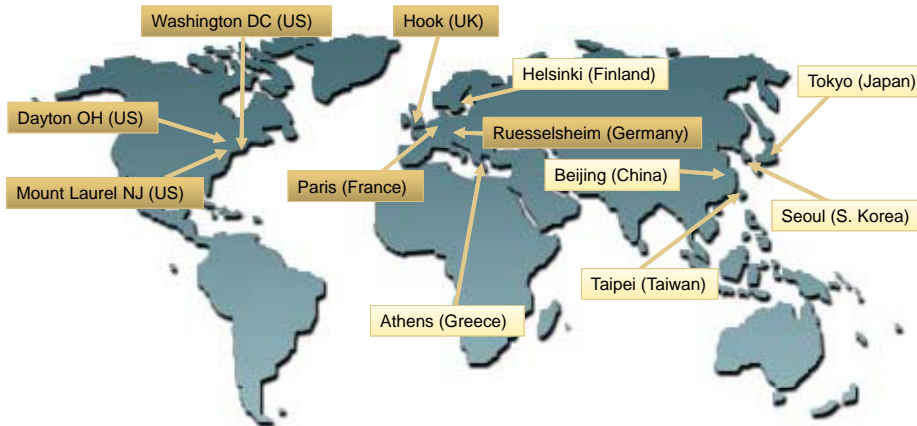 Washington DC (US)
Hook (UK)
Helsinki (Finland)
Tokyo (Japan)
Dayton OH (US)
Ruesselsheim (Germany)
Beijing (China)
Mount Laurel NJ (US)
Paris (France)
Seoul (S. Korea)
Taipei (Taiwan)
Athens (Greece)